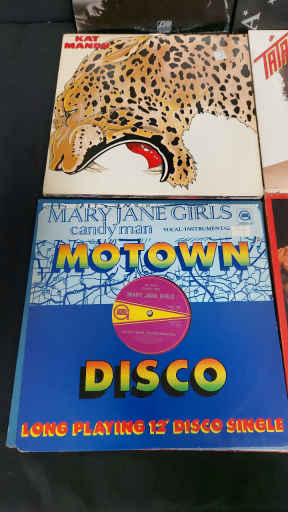 KAT
MANDU
MARY JANE GIRLS
candy man VOCAL/INSTRUMENTAL
MOTOWN
MARY JANE GIRLS
DISCO
LONG PLAYING 12" DISCO SINGLE